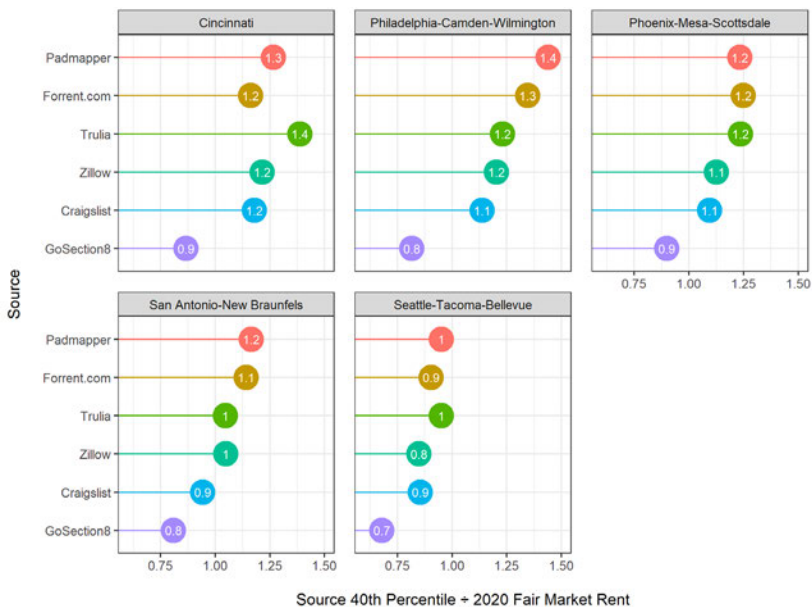 Cincinnati
Philadelphia-Camden-Wilmington
Phoenix-Mesa-Scottsdale
Padmapper 1.3 1.4 1.2
Forrent.com 1.2 1.3 1.2
Trulia 1.4 1.2 1.2
Zillow 1.2 1.2 1.1
Craigslist 1.2 1.1 1.1
GoSection8 0.9 0.8 0.9
0.75 1.00 1.25 1.50
Source
San Antonio-New Braunfels
Seattle-Tacoma-Bellevue
Padmapper 1.2 1
Forrent.com 1.1 0.9
Trulia 1 1
Zillow 1 0.8
Craigslist 0.9 0.9
GoSection8 0.8 0.7
0.75 1.00 1.25 1.50 0.75 1.00 1.25 1.50
Source 40th Percentile ÷ 2020 Fair Market Rent